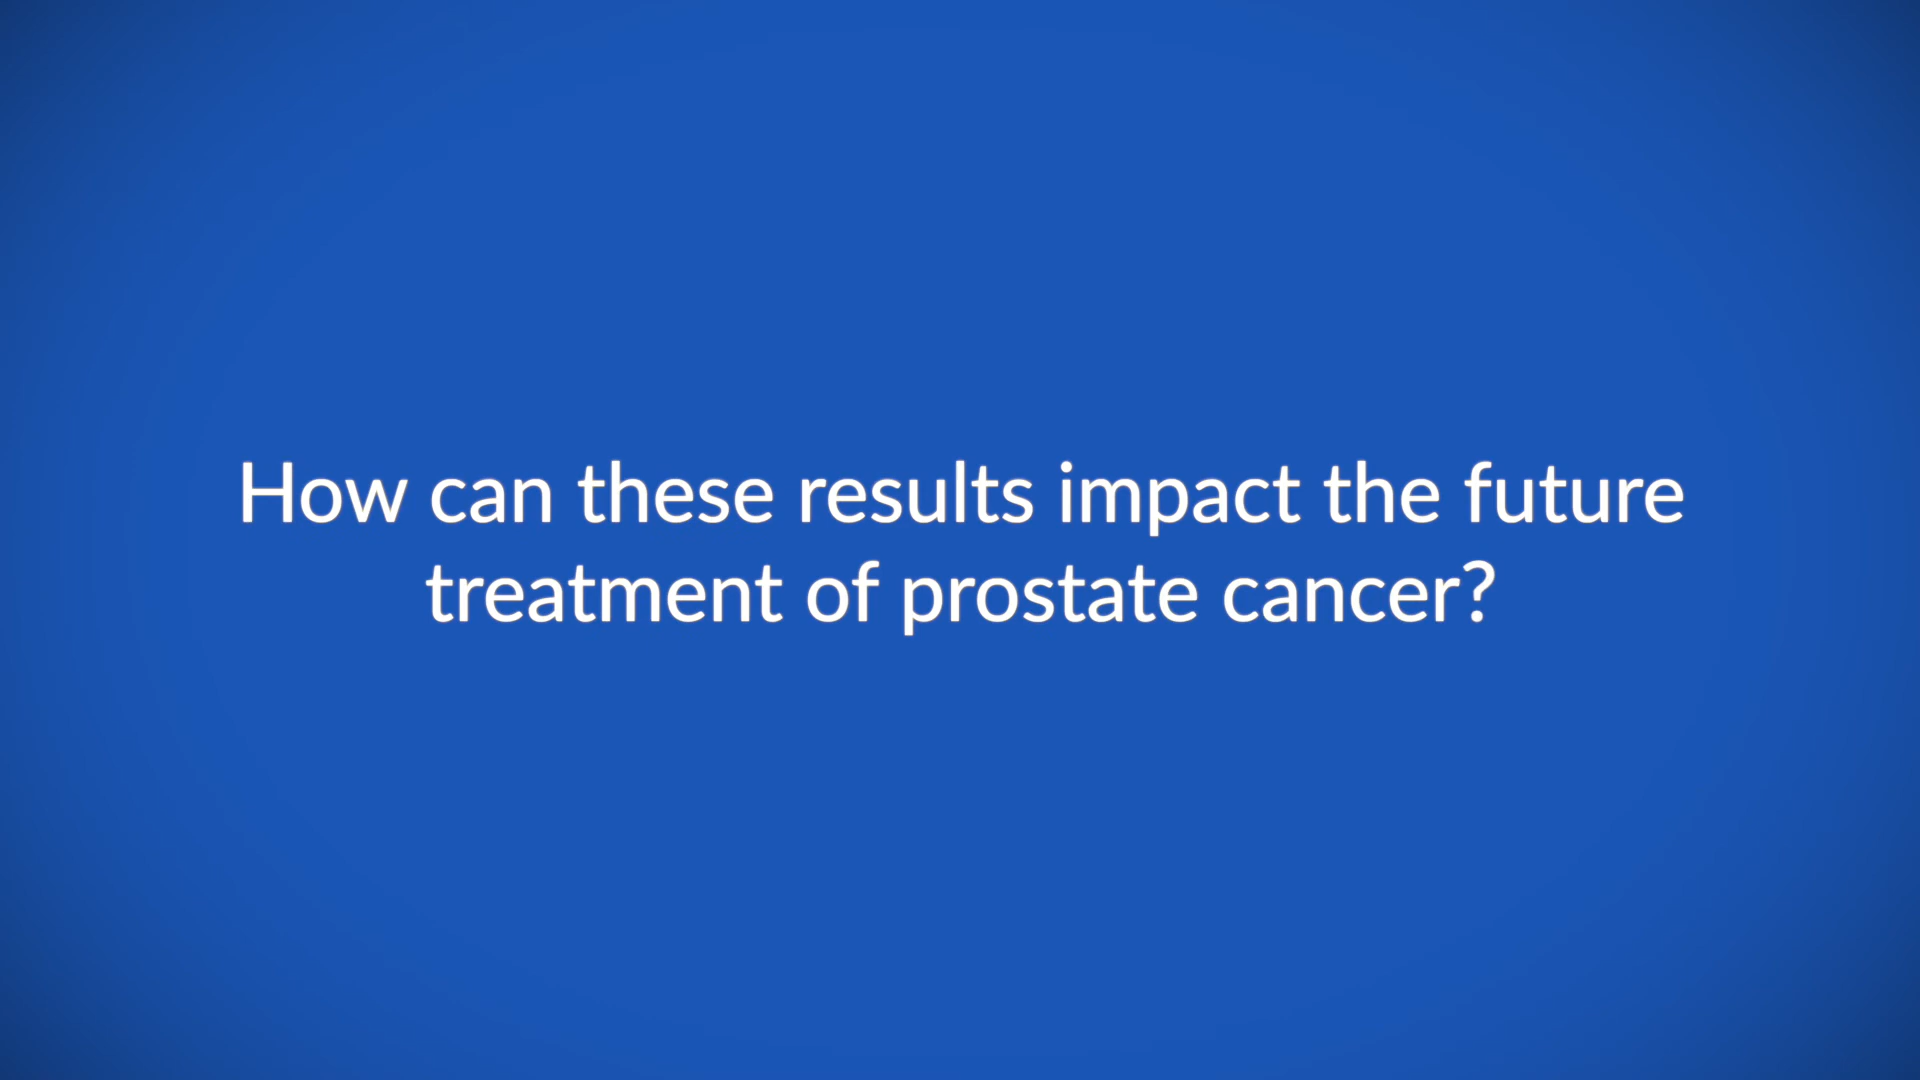 How can these results impact the future
treatment of prostate cancer?